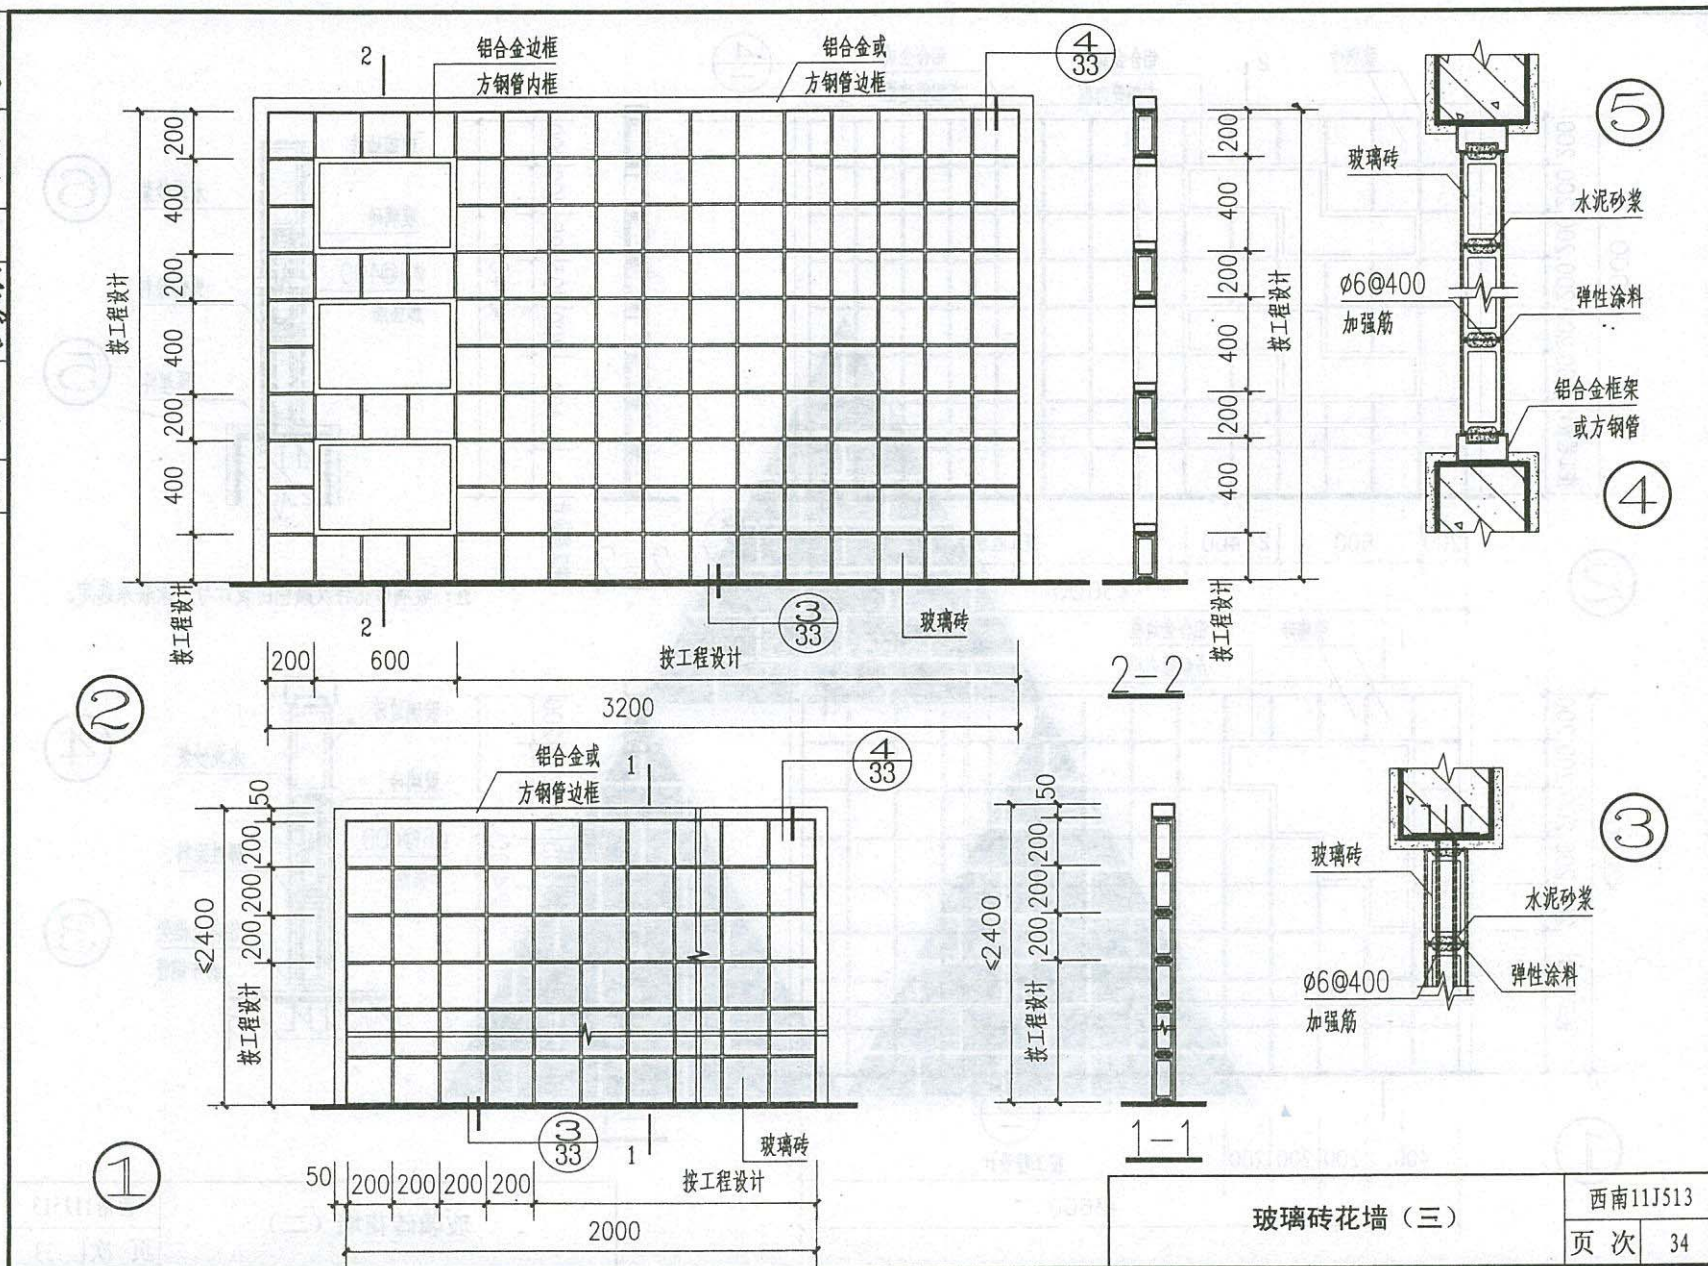 2
铝合金边框
方钢管内框
铝合金或
方钢管边框
4
33
200
400
200
400
200
400
按工程设计
按工程设计
2
3
33
玻璃砖
200
600
按工程设计
3200
②
200
400
200
400
200
400
按工程设计
按工程设计
2-2
⑤
玻璃砖
水泥砂浆
ø6@400
加强筋
弹性涂料
铝合金框架
或方钢管
④
铝合金或
方钢管边框
1
4
33
50
200
200
200
≤2400
按工程设计
3
33
1
玻璃砖
50
200
200
200
200
按工程设计
2000
①
50
200
200
200
≤2400
按工程设计
1-1
③
玻璃砖
水泥砂浆
ø6@400
加强筋
弹性涂料
玻璃砖花墙（三）
西南11J513
页 次
34